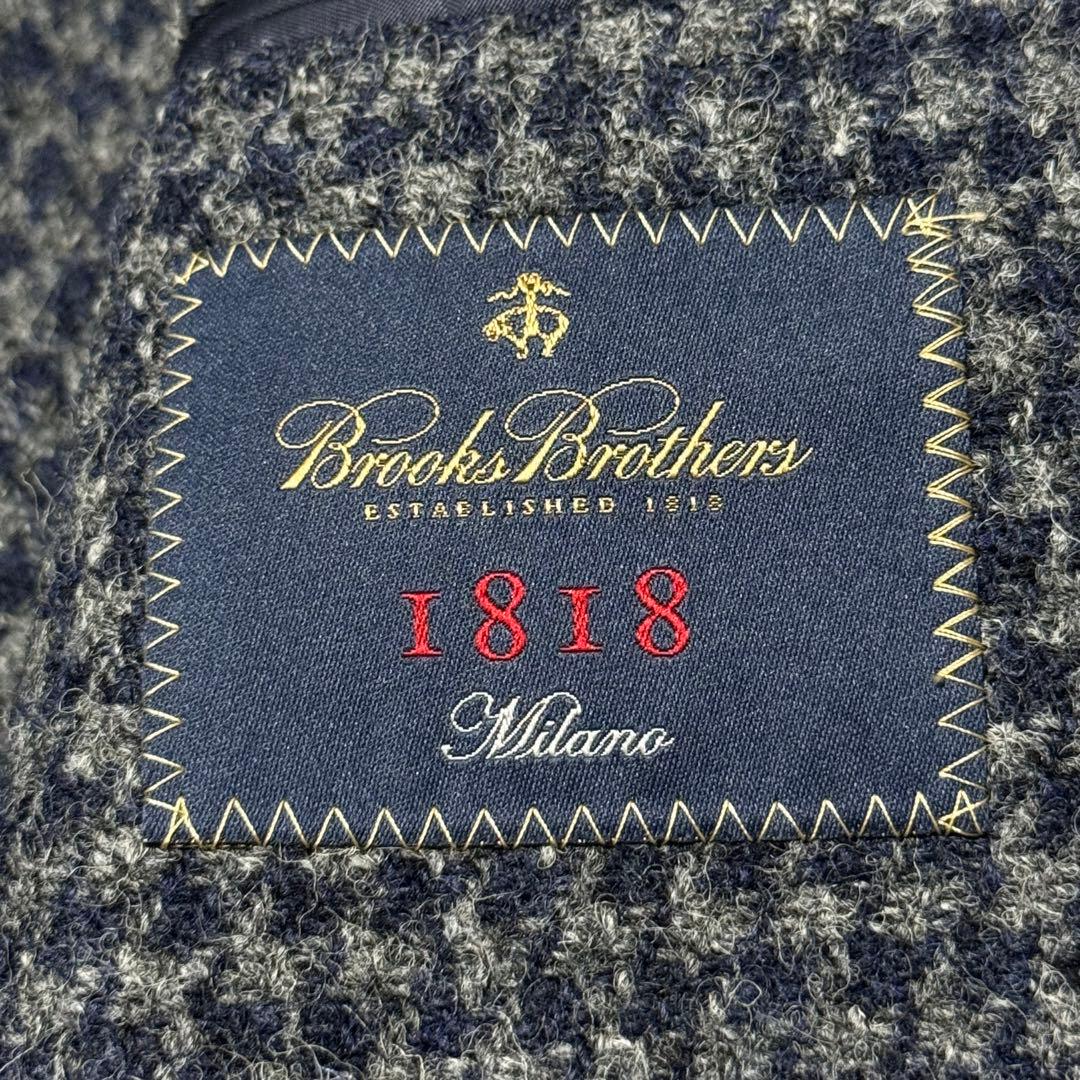 Brooks Brothers
ESTABLISHED 1818
1818
Milano